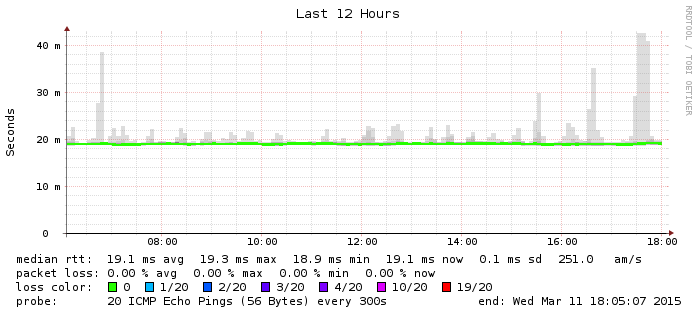 Last 12 Hours
RRDTOOL / TOBI OETIKER
Seconds
40 m
30 m
20 m
10 m
0
08:00 10:00 12:00 14:00 16:00 18:00
median rtt: 19.1 ms avg 19.3 ms max 18.9 ms min 19.1 ms now 0.1 ms sd 251.0 am/s
packet loss: 0.00 % avg 0.00 % max 0.00 % min 0.00 % now
loss color: 0 1/20 2/20 3/20 4/20 10/20 19/20
probe: 20 ICMP Echo Pings (56 Bytes) every 300s end: Wed Mar 11 18:05:07 2015